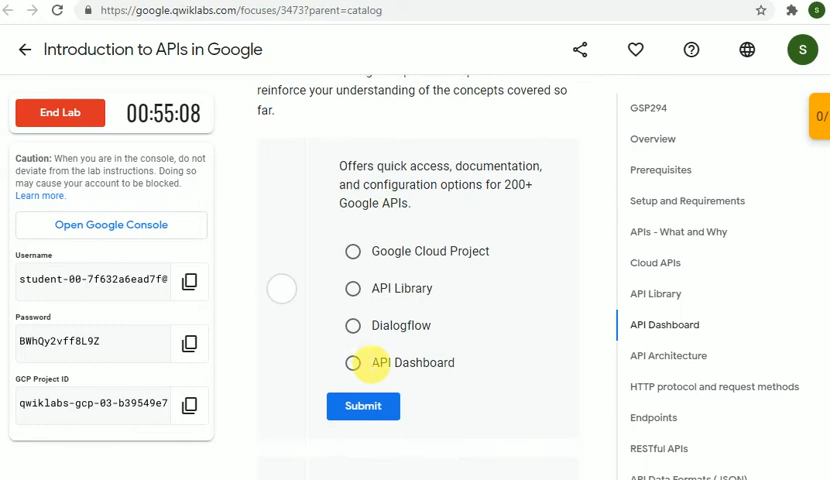 https://google.qwiklabs.com/focuses/3473?parent=catalog
S
Introduction to APIs in Google
S
End Lab
00:55:08
Caution: When you are in the console, do not
deviate from the lab instructions. Doing so
may cause your account to be blocked.
Learn more.
Open Google Console
Username
student-00-7f632a6ead7f@
Password
BWhQy2vff8L9Z
GCP Project ID
qwiklabs-gcp-03-b39549e7
reinforce your understanding of the concepts covered so
far.
Offers quick access, documentation,
and configuration options for 200+
Google APIs.
Google Cloud Project
API Library
Dialogflow
API Dashboard
Submit
GSP294
Overview
Prerequisites
Setup and Requirements
APIs - What and Why
Cloud APIs
API Library
API Dashboard
API Architecture
HTTP protocol and request methods
Endpoints
RESTful APIs
API Data Formats (JSON)
0/